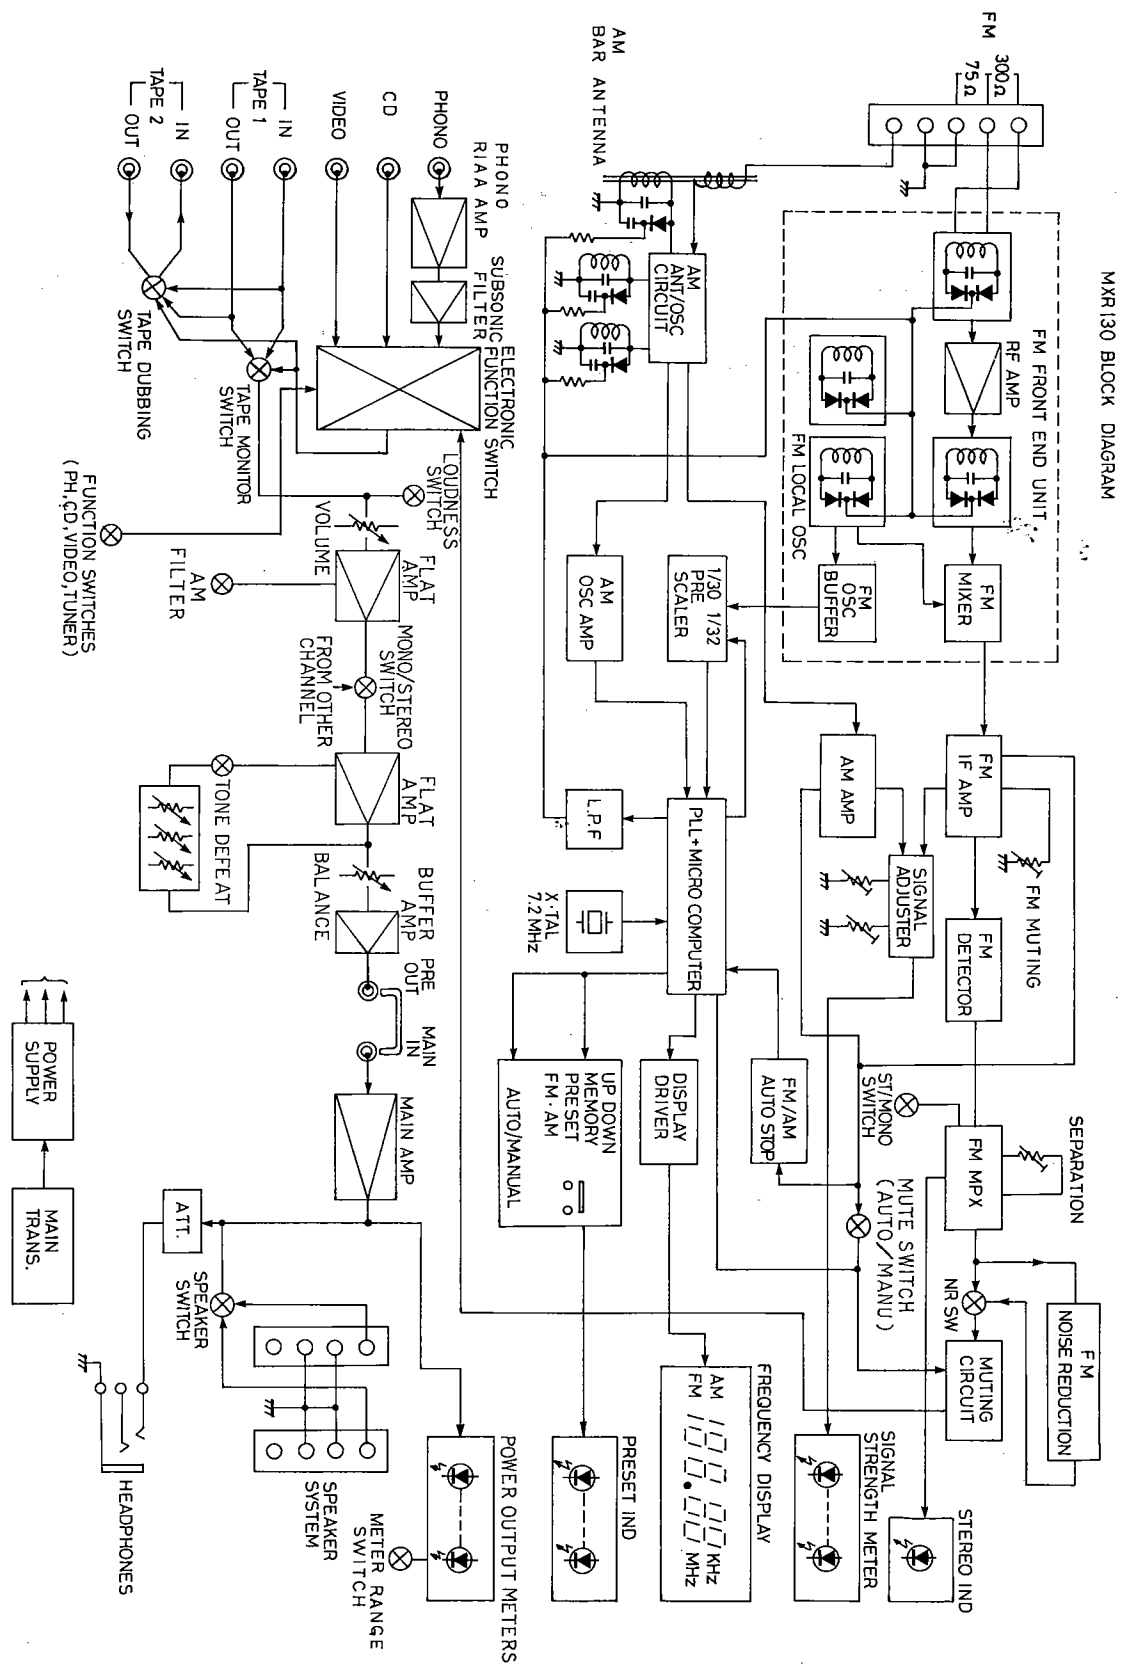 MXR130 BLOCK DIAGRAM
FM
300Ω
75Ω
AM
BAR ANTENNA
FM FRONT END UNIT
RF AMP
FM
MIXER
FM LOCAL OSC
FM
OSC
BUFFER
AM
ANT/OSC
CIRCUIT
1/30 1/32
PRE
SCALER
AM
OSC AMP
FM
IF AMP
AM AMP
FM MUTING
SIGNAL
ADJUSTER
FM
DETECTOR
L.P.F
PLL+MICRO COMPUTER
X·TAL
7.2MHz
SEPARATION
FM MPX
ST/MONO
SWITCH
FM/AM
AUTO STOP
MUTE SWITCH
(AUTO/MANU)
NR SW
FM
NOISE REDUCTION
MUTING
CIRCUIT
DISPLAY
DRIVER
UP DOWN
MEMORY
PRESET
FM·AM
AUTO/MANUAL
STEREO IND
SIGNAL
STRENGTH METER
FREQUENCY DISPLAY
AM
FM
188.88
KHz
MHz
PRESET IND
POWER OUTPUT METERS
METER RANGE
SWITCH
PHONO
CD
VIDEO
IN
TAPE 1
OUT
IN
TAPE 2
OUT
PHONO
RIAA AMP
SUBSONIC
FILTER
ELECTRONIC
FUNCTION SWITCH
TAPE DUBBING
SWITCH
TAPE MONITOR
SWITCH
LOUDNESS
SWITCH
VOLUME
FUNCTION SWITCHES
(PH,CD,VIDEO,TUNER)
AM
FILTER
FLAT
AMP
MONO/STEREO
SWITCH
FROM OTHER
CHANNEL
FLAT
AMP
TONE DEFEAT
BUFFER
AMP
BALANCE
PRE
OUT
MAIN
IN
MAIN AMP
POWER
SUPPLY
MAIN
TRANS.
ATT.
SPEAKER
SWITCH
SPEAKER
SYSTEM
HEADPHONES